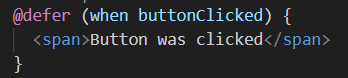 @defer (when buttonClicked) {
  <span>Button was clicked</span>
}